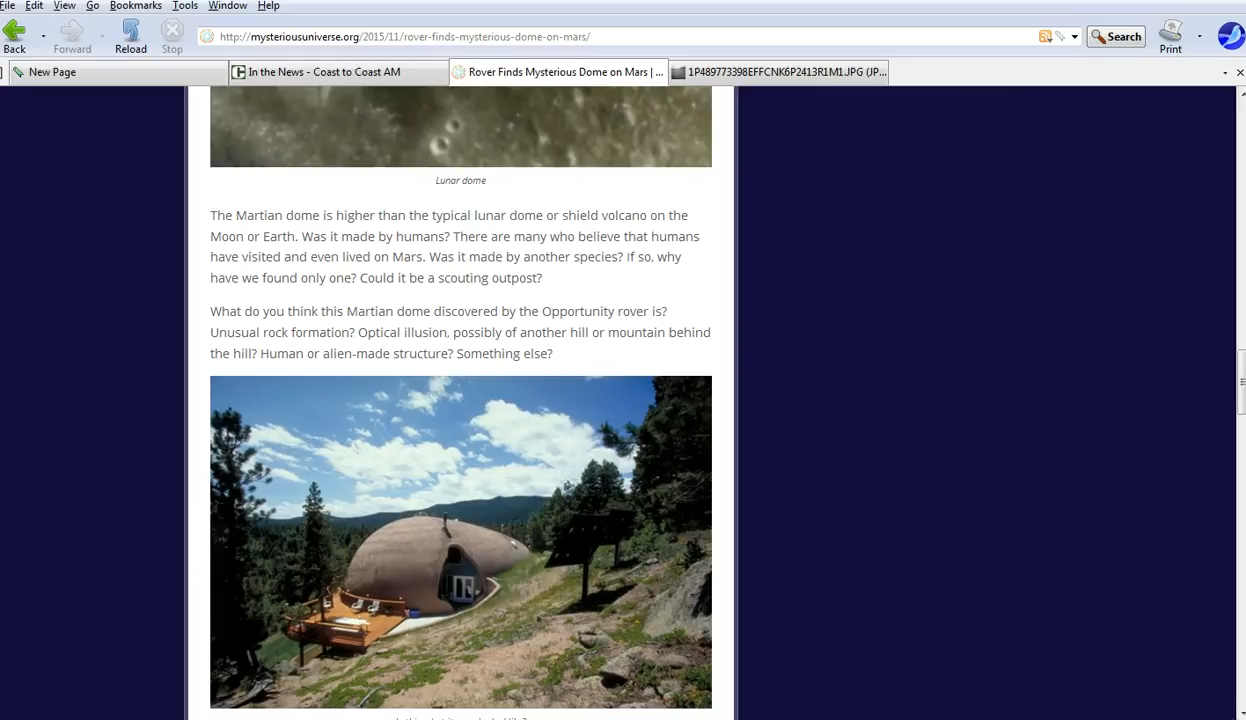 File Edit View Go Bookmarks Tools Window Help
Back Forward Reload Stop http://mysteriousuniverse.org/2015/11/rover-finds-mysterious-dome-on-mars/ Search Print
New Page In the News - Coast to Coast AM Rover Finds Mysterious Dome on Mars | ... 1P489773398EFFCNK6P2413R1M1.JPG (JP...
Lunar dome
The Martian dome is higher than the typical lunar dome or shield volcano on the
Moon or Earth. Was it made by humans? There are many who believe that humans
have visited and even lived on Mars. Was it made by another species? If so, why
have we found only one? Could it be a scouting outpost?
What do you think this Martian dome discovered by the Opportunity rover is?
Unusual rock formation? Optical illusion, possibly of another hill or mountain behind
the hill? Human or alien-made structure? Something else?